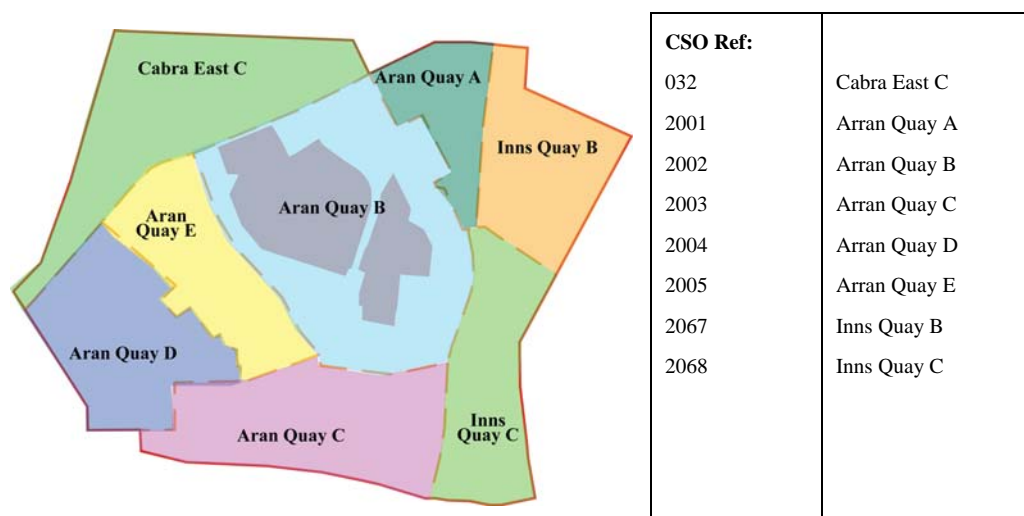 Cabra East C
Aran Quay A
Inns Quay B
Aran Quay B
Aran
Quay E
Aran Quay D
Aran Quay C
Inns
Quay C
CSO Ref:
032 Cabra East C
2001 Arran Quay A
2002 Arran Quay B
2003 Arran Quay C
2004 Arran Quay D
2005 Arran Quay E
2067 Inns Quay B
2068 Inns Quay C